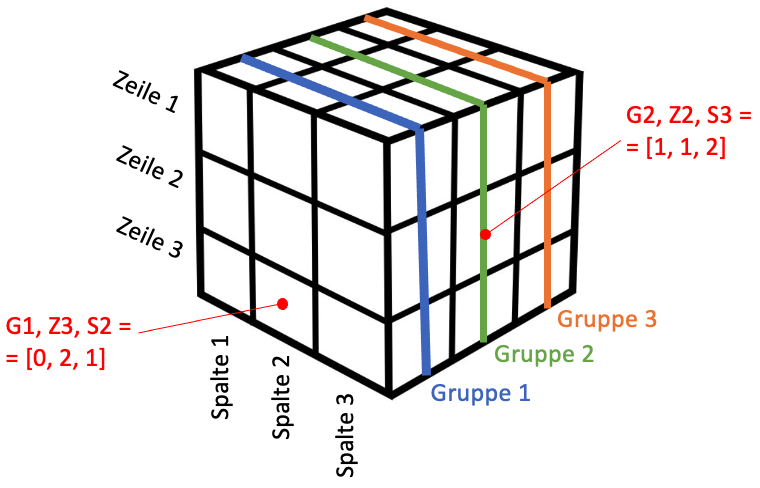 Zeile 1
Zeile 2
Zeile 3
G2, Z2, S3 =
= [1, 1, 2]
G1, Z3, S2 =
= [0, 2, 1]
Spalte 1
Spalte 2
Spalte 3
Gruppe 3
Gruppe 2
Gruppe 1